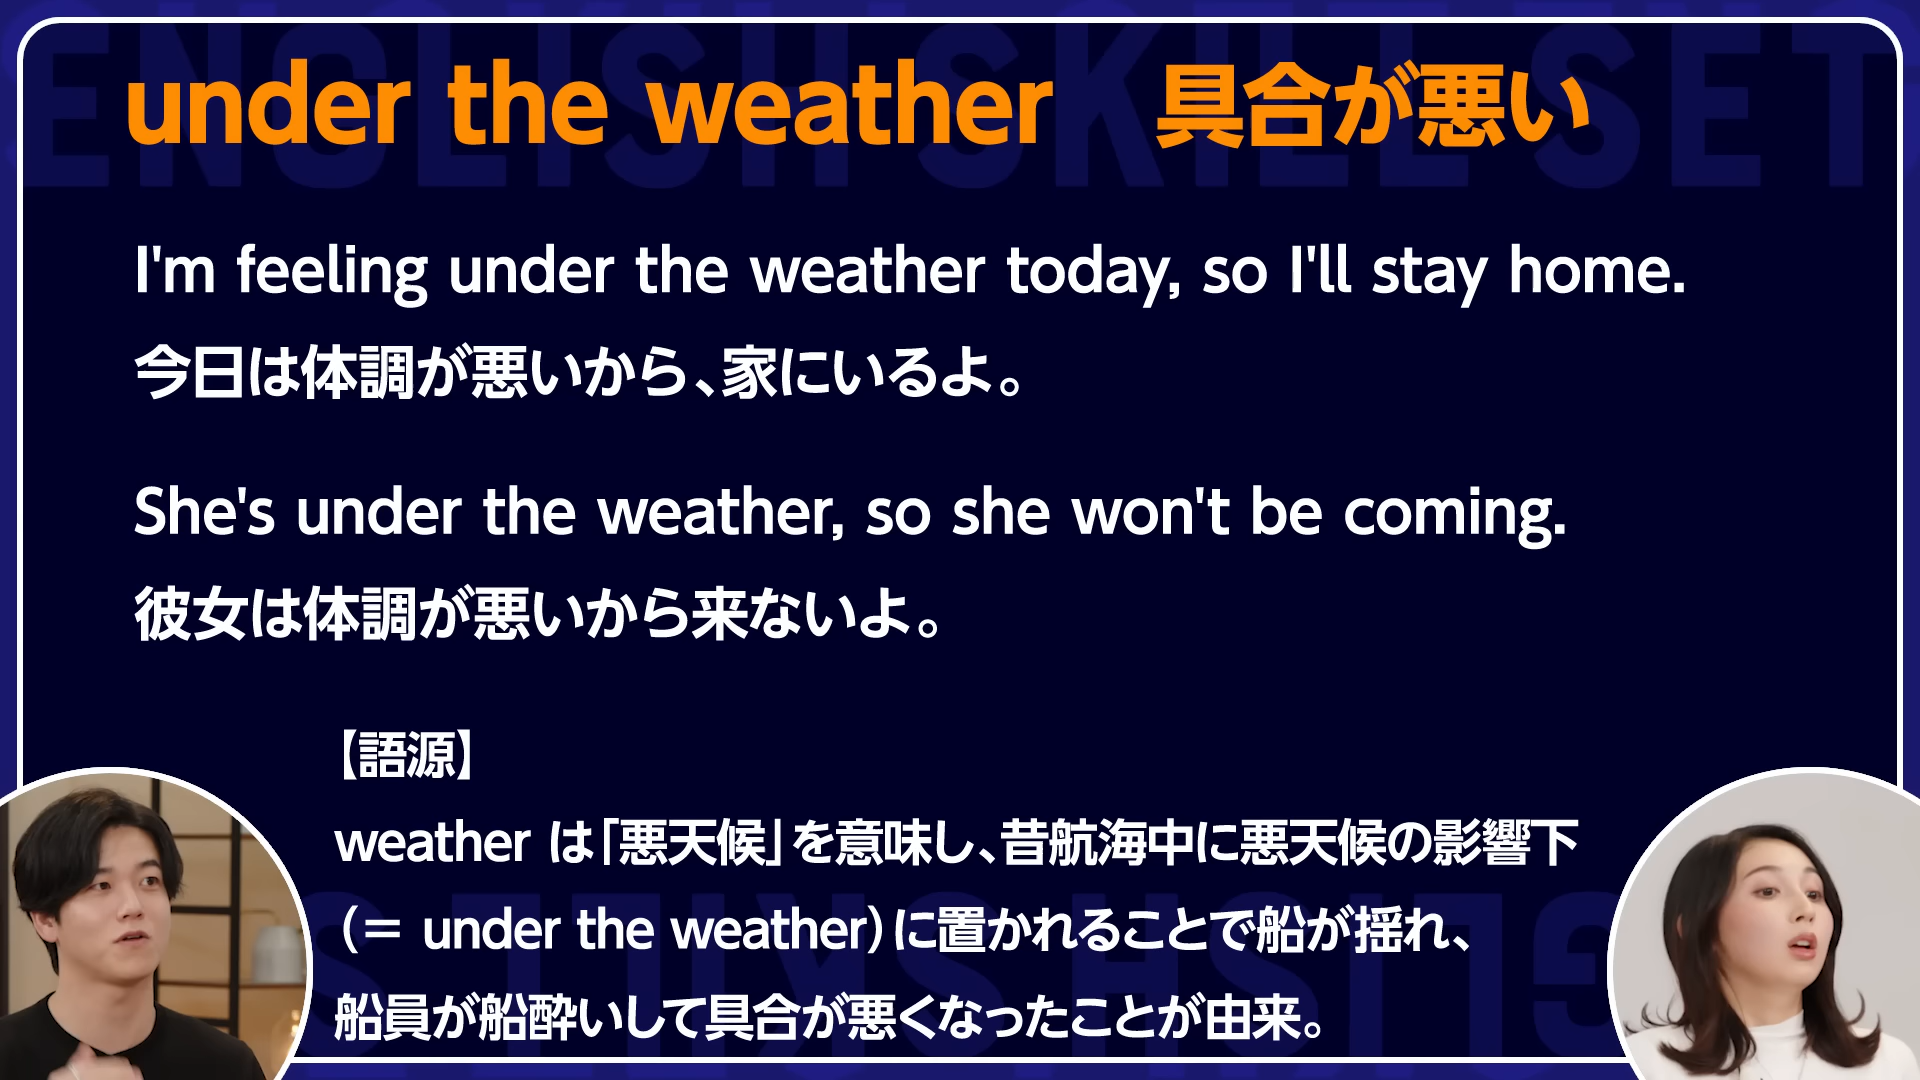 ENGLISH SKILL SET
under the weather 具合が悪い
I'm feeling under the weather today, so I'll stay home.
今日は体調が悪いから、家にいるよ。
She's under the weather, so she won't be coming.
彼女は体調が悪いから来ないよ。
【語源】
weather は「悪天候」を意味し、昔航海中に悪天候の影響下
(= under the weather)に置かれることで船が揺れ、
船員が船酔いして具合が悪くなったことが由来。